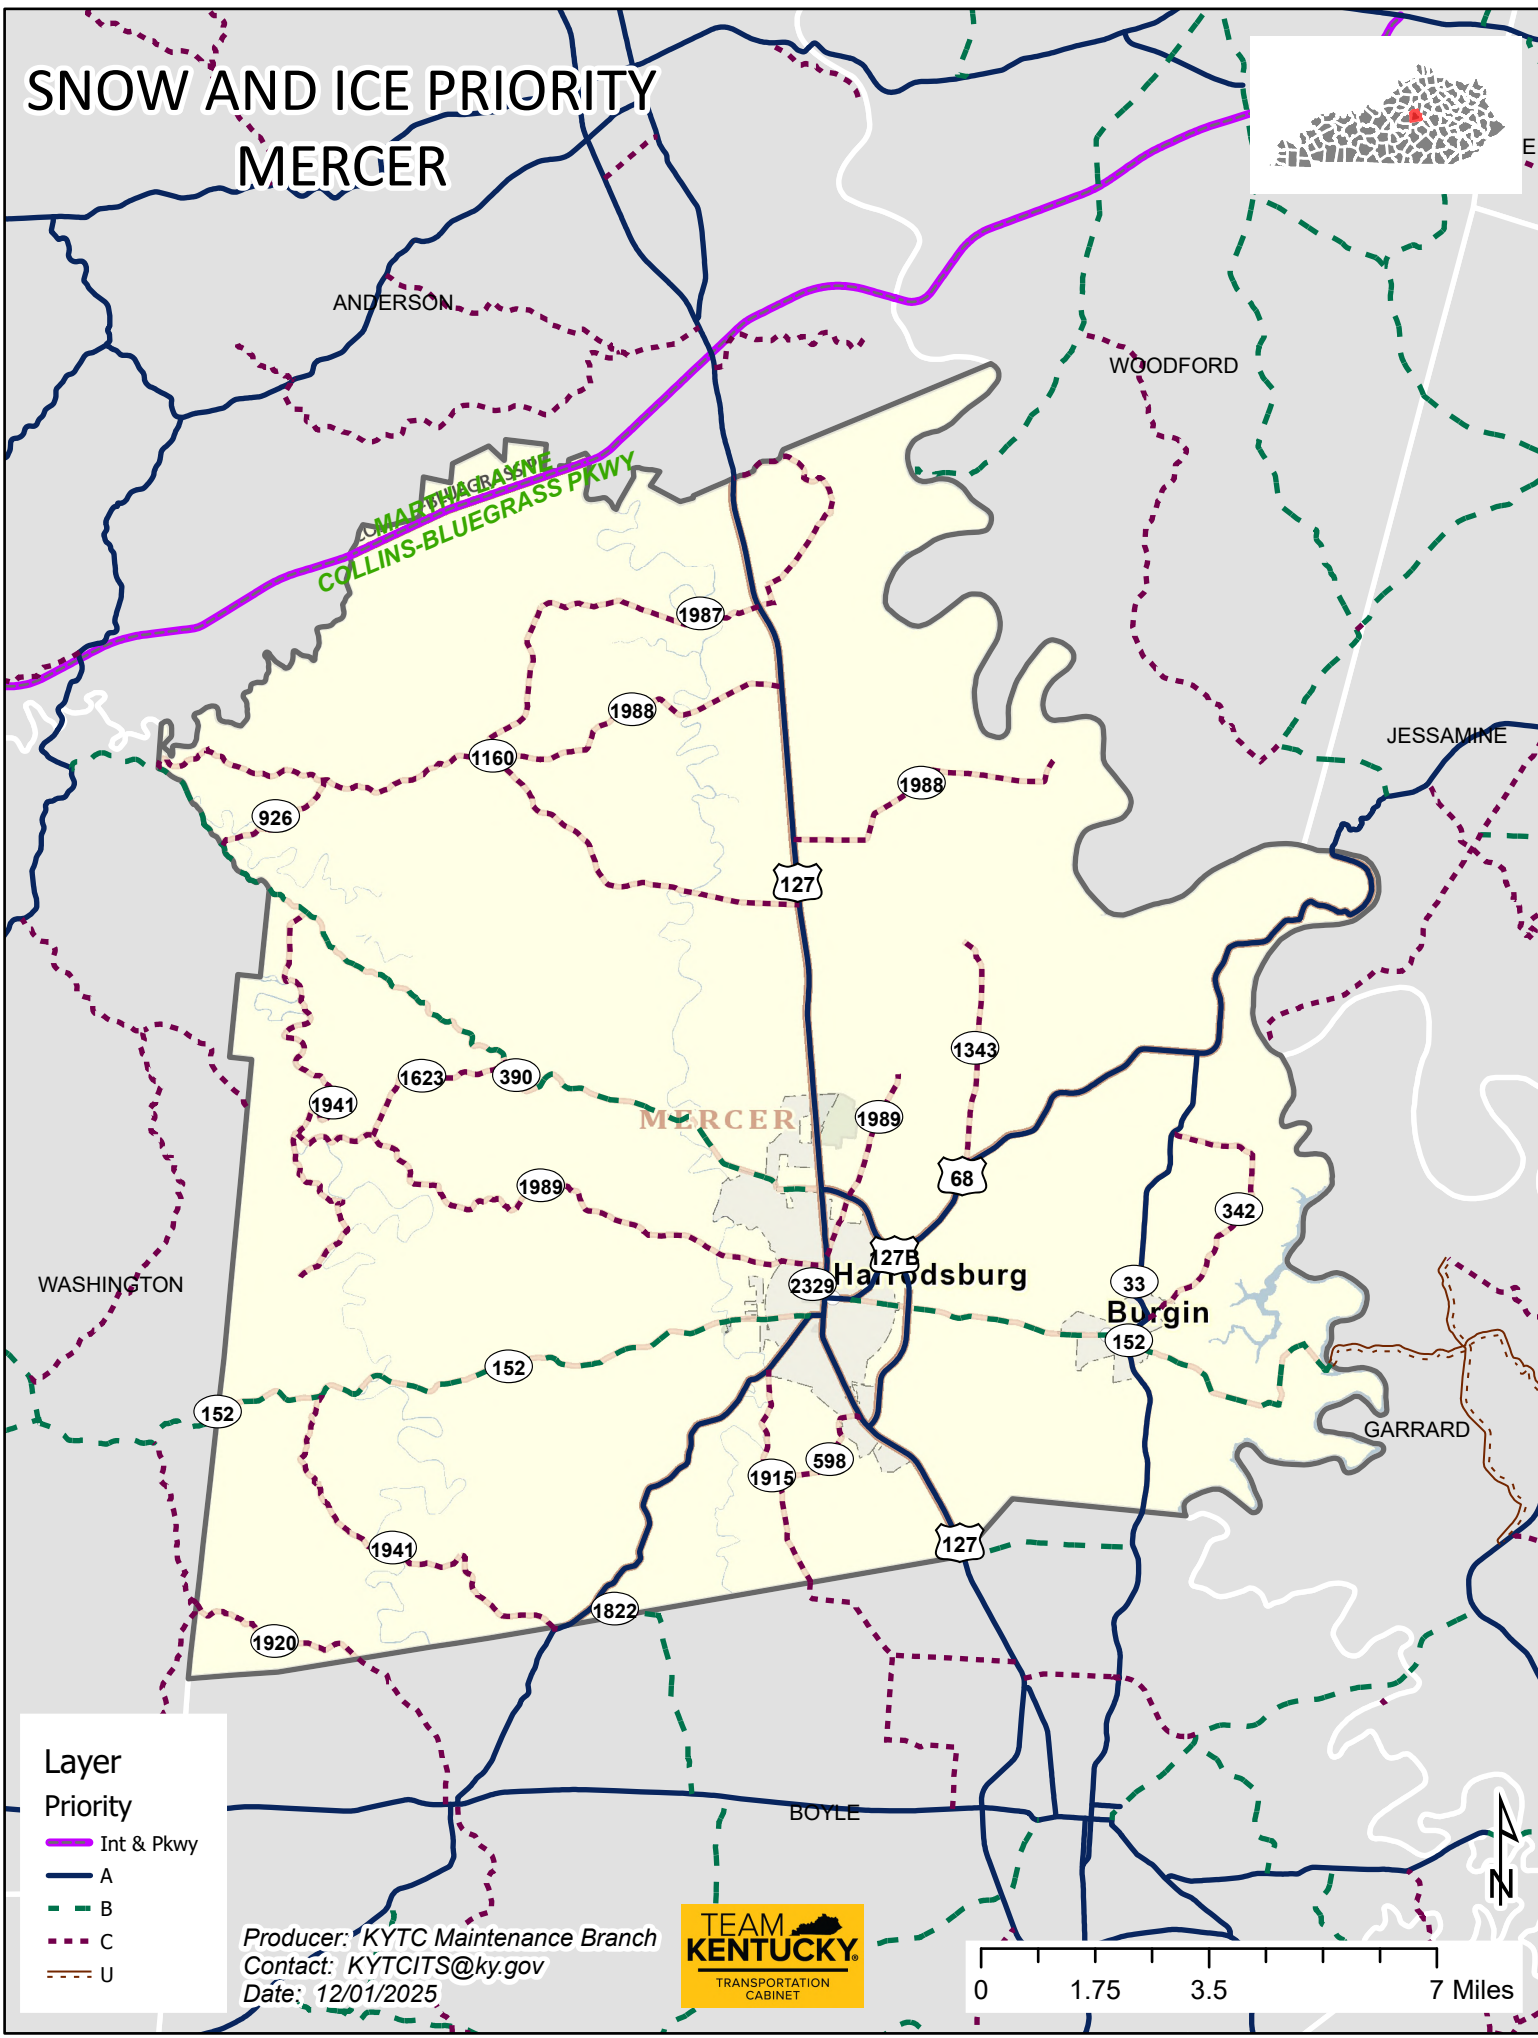 SNOW AND ICE PRIORITY
MERCER
E
ANDERSON
WOODFORD
MARTHA LAYNE
COLLINS-BLUEGRASS PKWY
1987
1988
JESSAMINE
1160
1988
926
127
1343
1623
390
1941
MERCER
1989
68
1989
342
127B
Harrodsburg
WASHINGTON
2329
33
Burgin
152
152
152
GARRARD
598
1915
1941
127
1822
1920
Layer
Priority
Int & Pkwy
A
B
C
U
BOYLE
N
Producer: KYTC Maintenance Branch
Contact: KYTCITS@ky.gov
Date: 12/01/2025
TEAM
KENTUCKY®
TRANSPORTATION
CABINET
0 1.75 3.5 7 Miles